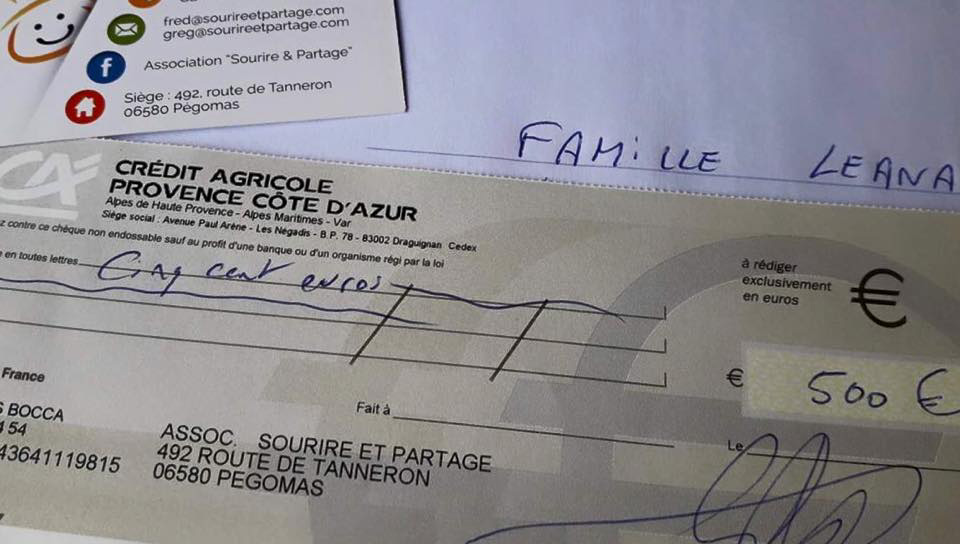 fred@sourireetpartage.com
greg@sourireetpartage.com
Association "Sourire & Partage"
Siège : 492, route de Tanneron
06580 Pégomas
FAMILLE LEANA
CA
CRÉDIT AGRICOLE
PROVENCE CÔTE D'AZUR
Alpes de Haute Provence - Alpes Maritimes - Var
Siège social : Avenue Paul Arène - Les Négadis - B.P. 78 - 83002 Draguignan Cedex
contre ce chèque non endossable sauf au profit d'une banque ou d'un organisme régi par la loi
en toutes lettres Cinq cent euros
à rédiger
exclusivement
en euros
€
€ 500 €
France
Fait à
Le
BOCCA
54
43641119815
ASSOC. SOURIRE ET PARTAGE
492 ROUTE DE TANNERON
06580 PEGOMAS